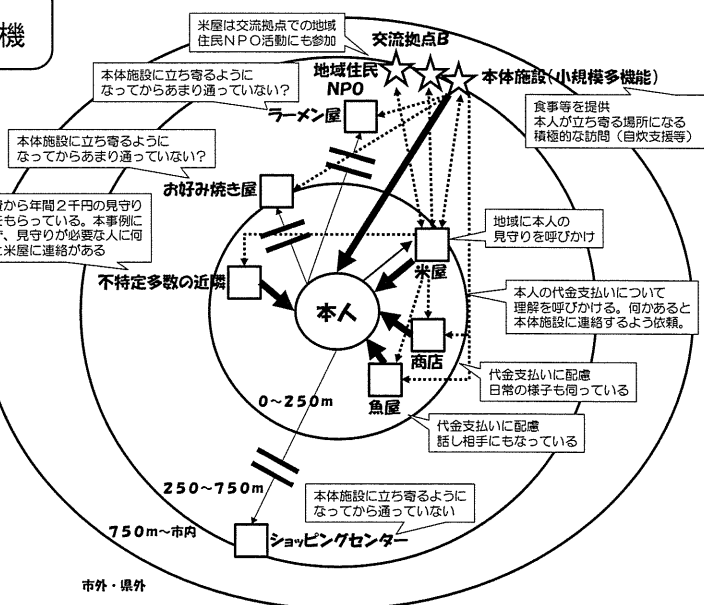 機
米屋は交流拠点での地域
住民NPO活動にも参加
交流拠点B
本体施設に立ち寄るように
なってからあまり通っていない?
地域住民
NPO
本体施設(小規模多機能)
ラーメン屋
食事等を提供
本人が立ち寄る場所になる
積極的な訪問(自炊支援等)
本体施設に立ち寄るように
なってからあまり通っていない?
お好み焼き屋
から年間2千円の見守り
をもらっている。本事例に
、見守りが必要な人に何
と米屋に連絡がある
地域に本人の
見守りを呼びかけ
米屋
不特定多数の近隣
本人
本人の代金支払いについて
理解を呼びかける。何かあると
本体施設に連絡するよう依頼。
商店
代金支払いに配慮
日常の様子も伺っている
魚屋
0~250m
代金支払いに配慮
話し相手にもなっている
250~750m
本体施設に立ち寄るように
なってから通っていない
750m~市内
ショッピングセンター
市外・県外